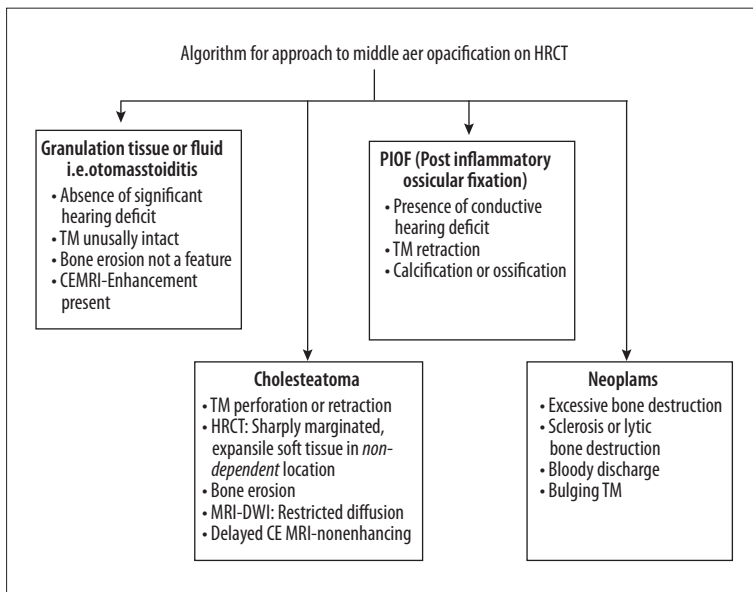 Algorithm for approach to middle aer opacification on HRCT
Granulation tissue or fluid
i.e.otomasstoiditis
• Absence of significant
hearing deficit
• TM unusally intact
• Bone erosion not a feature
• CEMRI-Enhancement
present
PIOF (Post inflammatory
ossicular fixation)
• Presence of conductive
hearing deficit
• TM retraction
• Calcification or ossification
Cholesteatoma
• TM perforation or retraction
• HRCT: Sharply marginated,
expansile soft tissue in non-
dependent location
• Bone erosion
• MRI-DWI: Restricted diffusion
• Delayed CE MRI-nonenhancing
Neoplams
• Excessive bone destruction
• Sclerosis or lytic
bone destruction
• Bloody discharge
• Bulging TM